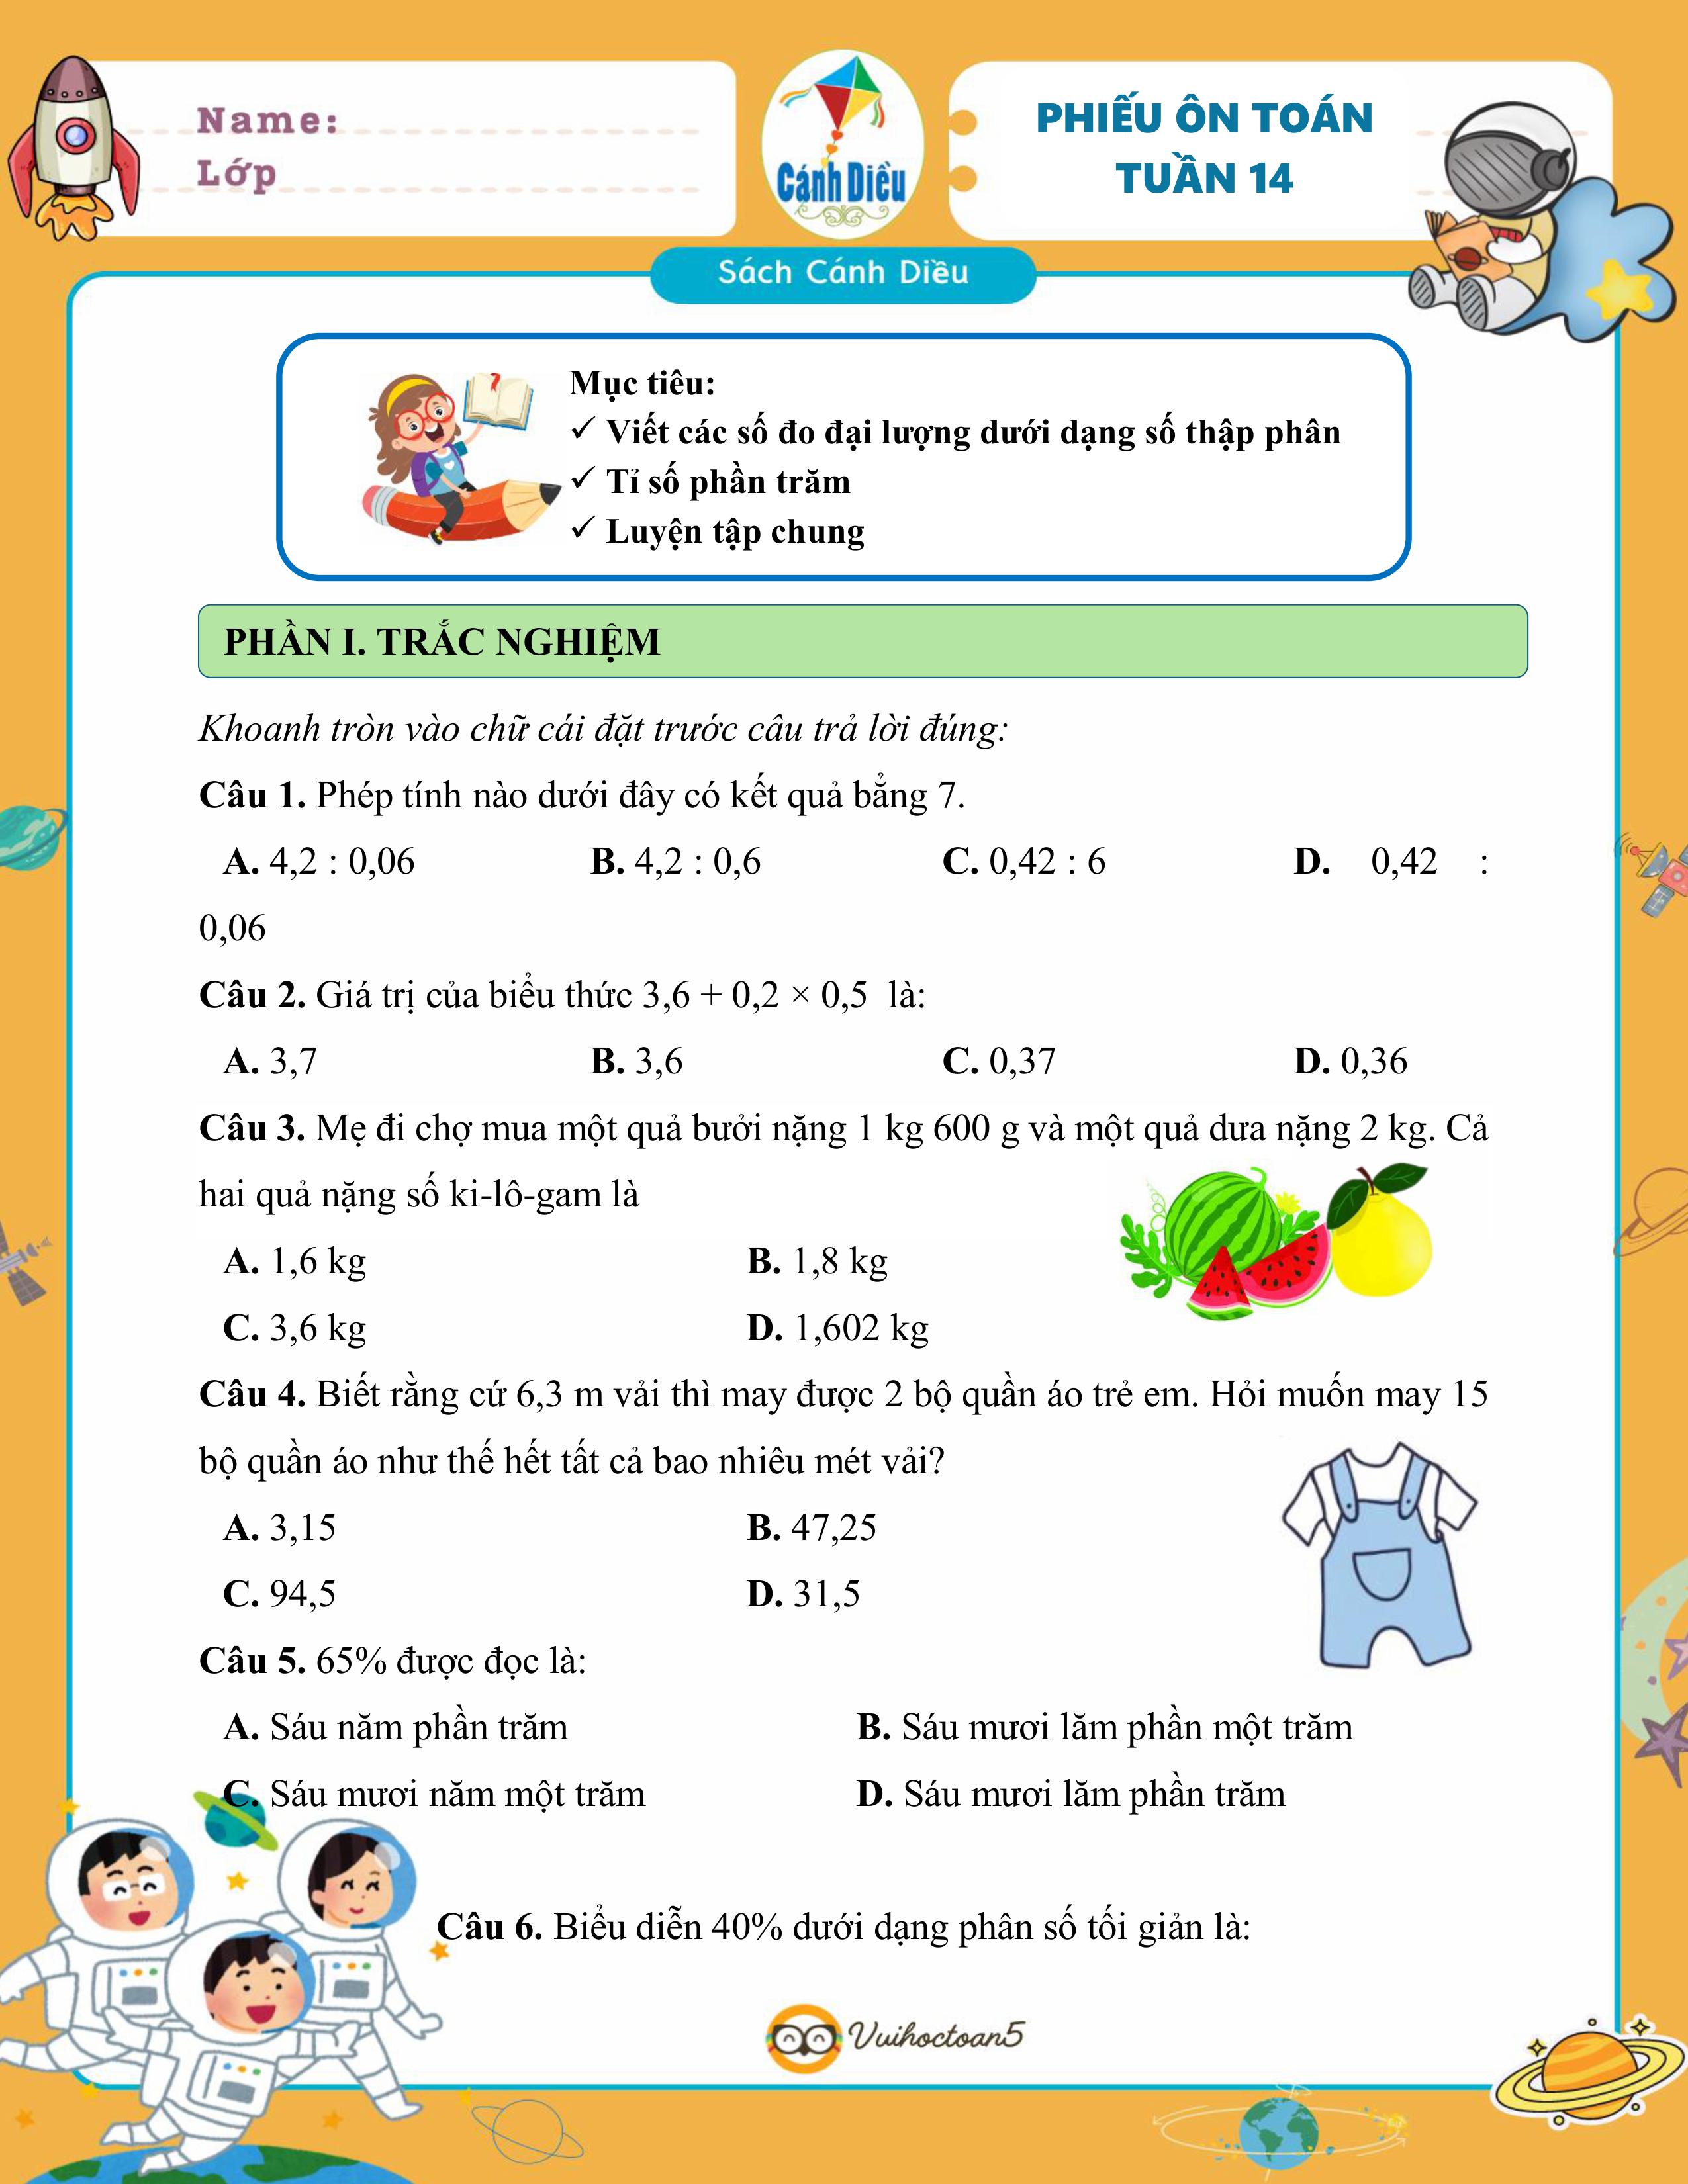 Name:
Lớp
Cánh Diều
PHIẾU ÔN TOÁN
TUẦN 14
Sách Cánh Diều
Mục tiêu:
✓ Viết các số đo đại lượng dưới dạng số thập phân
✓ Tỉ số phần trăm
✓ Luyện tập chung
PHẦN I. TRẮC NGHIỆM
Khoanh tròn vào chữ cái đặt trước câu trả lời đúng:
Câu 1. Phép tính nào dưới đây có kết quả bằng 7.
A. 4,2 : 0,06 B. 4,2 : 0,6 C. 0,42 : 6 D. 0,42 :
0,06
Câu 2. Giá trị của biểu thức 3,6 + 0,2 × 0,5 là:
A. 3,7 B. 3,6 C. 0,37 D. 0,36
Câu 3. Mẹ đi chợ mua một quả bưởi nặng 1 kg 600 g và một quả dưa nặng 2 kg. Cả
hai quả nặng số ki-lô-gam là
A. 1,6 kg B. 1,8 kg
C. 3,6 kg D. 1,602 kg
Câu 4. Biết rằng cứ 6,3 m vải thì may được 2 bộ quần áo trẻ em. Hỏi muốn may 15
bộ quần áo như thế hết tất cả bao nhiêu mét vải?
A. 3,15 B. 47,25
C. 94,5 D. 31,5
Câu 5. 65% được đọc là:
A. Sáu năm phần trăm B. Sáu mươi lăm phần một trăm
C. Sáu mươi năm một trăm D. Sáu mươi lăm phần trăm
Câu 6. Biểu diễn 40% dưới dạng phân số tối giản là:
Vuihoctoan5